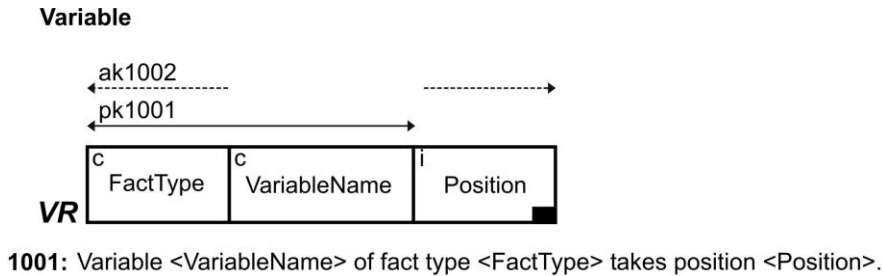 Variable
ak1002
pk1001
c c i
FactType VariableName Position
VR
1001: Variable <VariableName> of fact type <FactType> takes position <Position>.